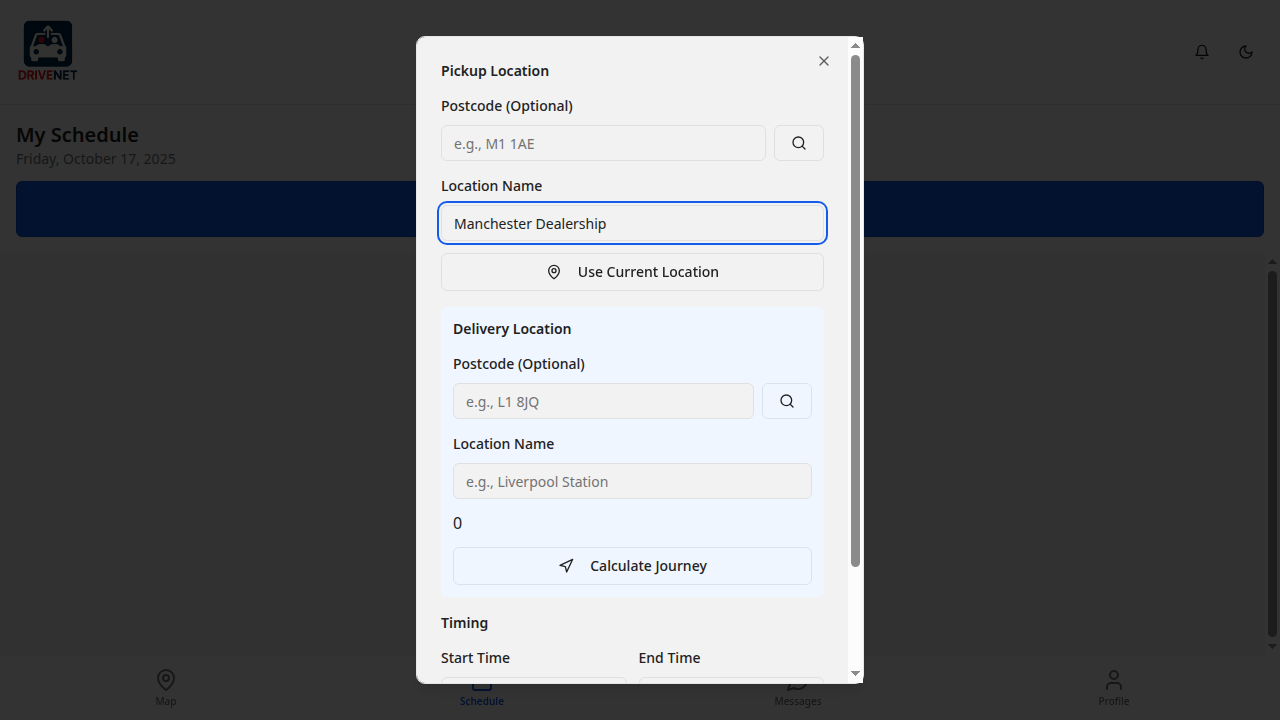 DRIVENET
My Schedule
Friday, October 17, 2025
Pickup Location
Postcode (Optional)
e.g., M1 1AE
Location Name
Manchester Dealership
Use Current Location
Delivery Location
Postcode (Optional)
e.g., L1 8JQ
Location Name
e.g., Liverpool Station
0
Calculate Journey
Timing
Start Time End Time
Map Schedule Messages Profile